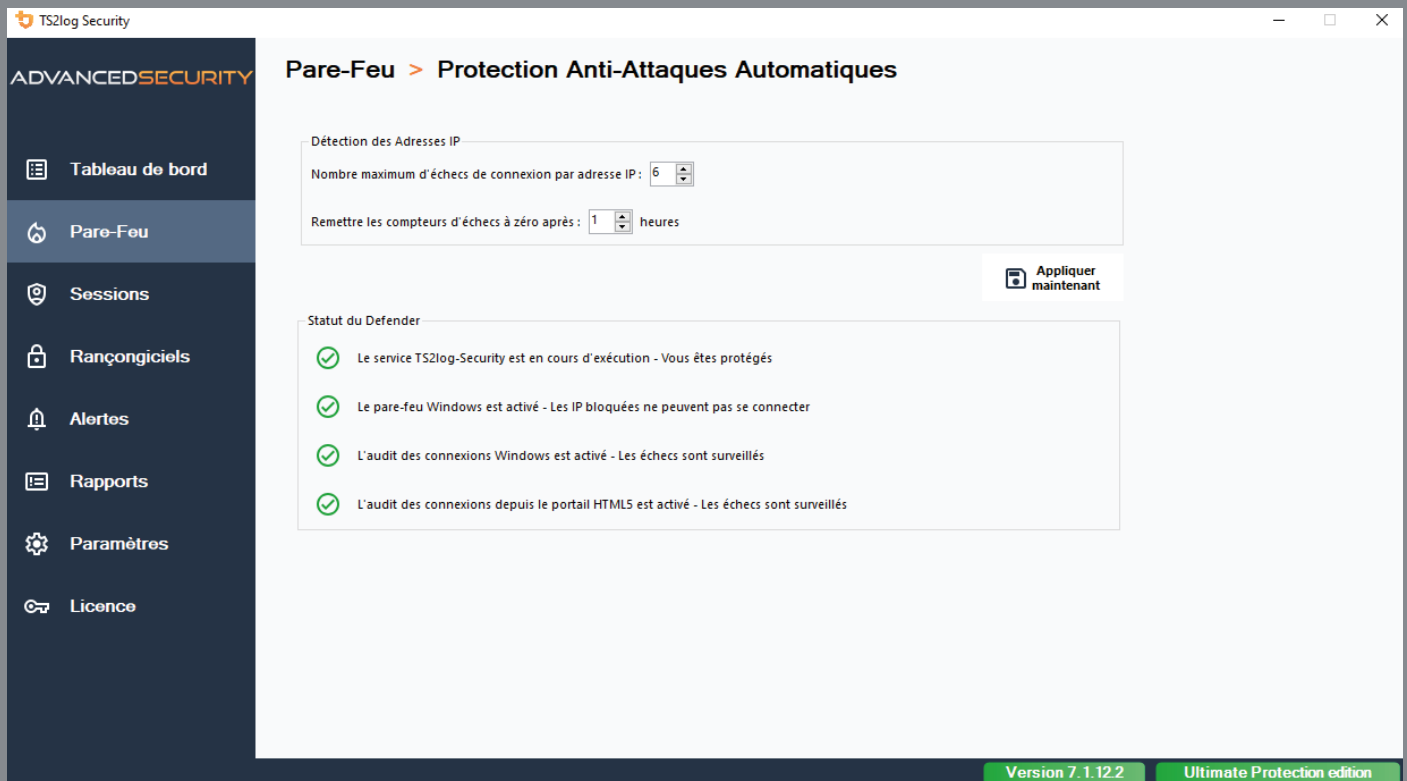 TS2log Security
ADVANCEDSECURITY
Pare-Feu > Protection Anti-Attaques Automatiques
Tableau de bord
Pare-Feu
Sessions
Rançongiciels
Alertes
Rapports
Paramètres
Licence
Détection des Adresses IP
Nombre maximum d'échecs de connexion par adresse IP : 6
Remettre les compteurs d'échecs à zéro après : 1 heures
Appliquer
maintenant
Statut du Defender
Le service TS2log-Security est en cours d'exécution - Vous êtes protégés
Le pare-feu Windows est activé - Les IP bloquées ne peuvent pas se connecter
L'audit des connexions Windows est activé - Les échecs sont surveillés
L'audit des connexions depuis le portail HTML5 est activé - Les échecs sont surveillés
Version 7.1.12.2
Ultimate Protection edition